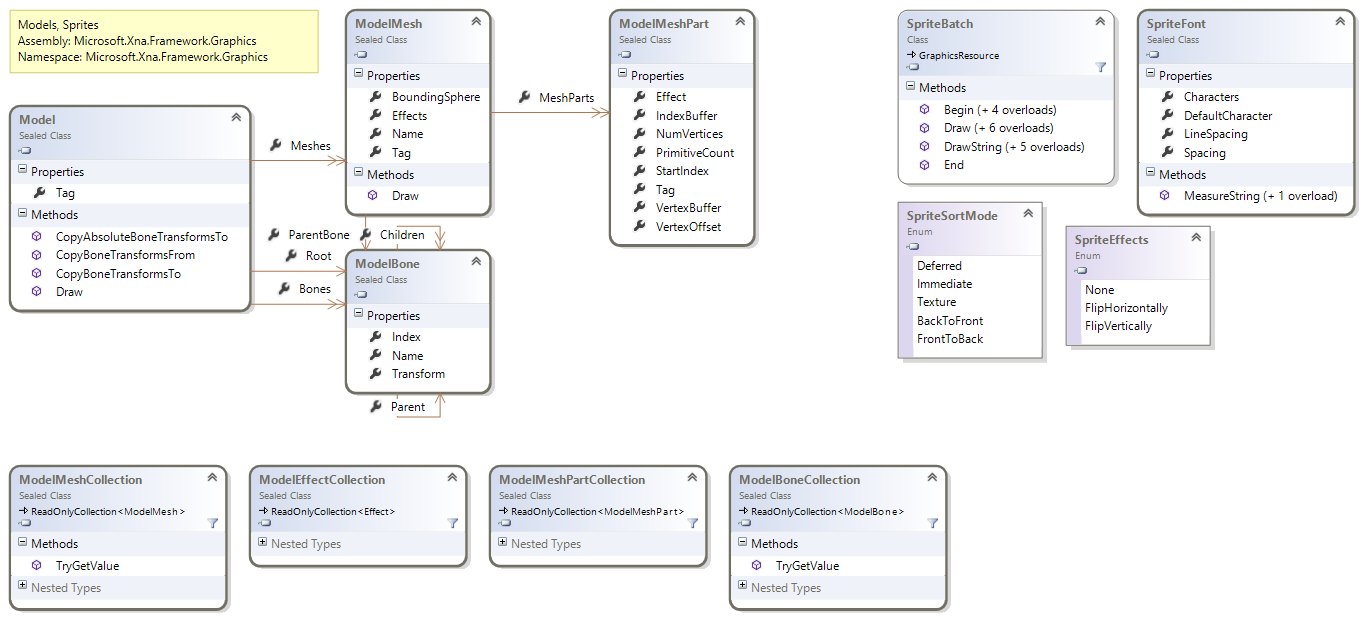 Models, Sprites
Assembly: Microsoft.Xna.Framework.Graphics
Namespace: Microsoft.Xna.Framework.Graphics
Model
Sealed Class
Properties
Tag
Methods
CopyAbsoluteBoneTransformsTo
CopyBoneTransformsFrom
CopyBoneTransformsTo
Draw
Meshes
ParentBone
Root
Bones
ModelMesh
Sealed Class
Properties
BoundingSphere
Effects
Name
Tag
Methods
Draw
MeshParts
Children
ModelBone
Sealed Class
Properties
Index
Name
Transform
Parent
ModelMeshPart
Sealed Class
Properties
Effect
IndexBuffer
NumVertices
PrimitiveCount
StartIndex
Tag
VertexBuffer
VertexOffset
SpriteBatch
Class
GraphicsResource
Methods
Begin (+ 4 overloads)
Draw (+ 6 overloads)
DrawString (+ 5 overloads)
End
SpriteFont
Sealed Class
Properties
Characters
DefaultCharacter
LineSpacing
Spacing
Methods
MeasureString (+ 1 overload)
SpriteSortMode
Enum
Deferred
Immediate
Texture
BackToFront
FrontToBack
SpriteEffects
Enum
None
FlipHorizontally
FlipVertically
ModelMeshCollection
Sealed Class
ReadOnlyCollection<ModelMesh>
Methods
TryGetValue
Nested Types
ModelEffectCollection
Sealed Class
ReadOnlyCollection<Effect>
Nested Types
ModelMeshPartCollection
Sealed Class
ReadOnlyCollection<ModelMeshPart>
Nested Types
ModelBoneCollection
Sealed Class
ReadOnlyCollection<ModelBone>
Methods
TryGetValue
Nested Types